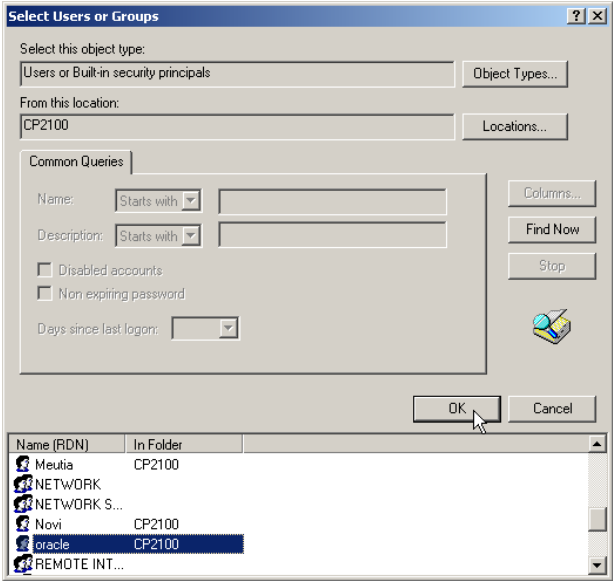 Select Users or Groups
Select this object type:
Users or Built-in security principals
Object Types...
From this location:
CP2100
Locations...
Common Queries
Name:
Starts with
Columns...
Description:
Starts with
Find Now
Disabled accounts
Stop
Non expiring password
Days since last logon:
OK
Cancel
Name (RDN) In Folder
Meutia CP2100
NETWORK
NETWORK S...
Novi CP2100
oracle CP2100
REMOTE INT...